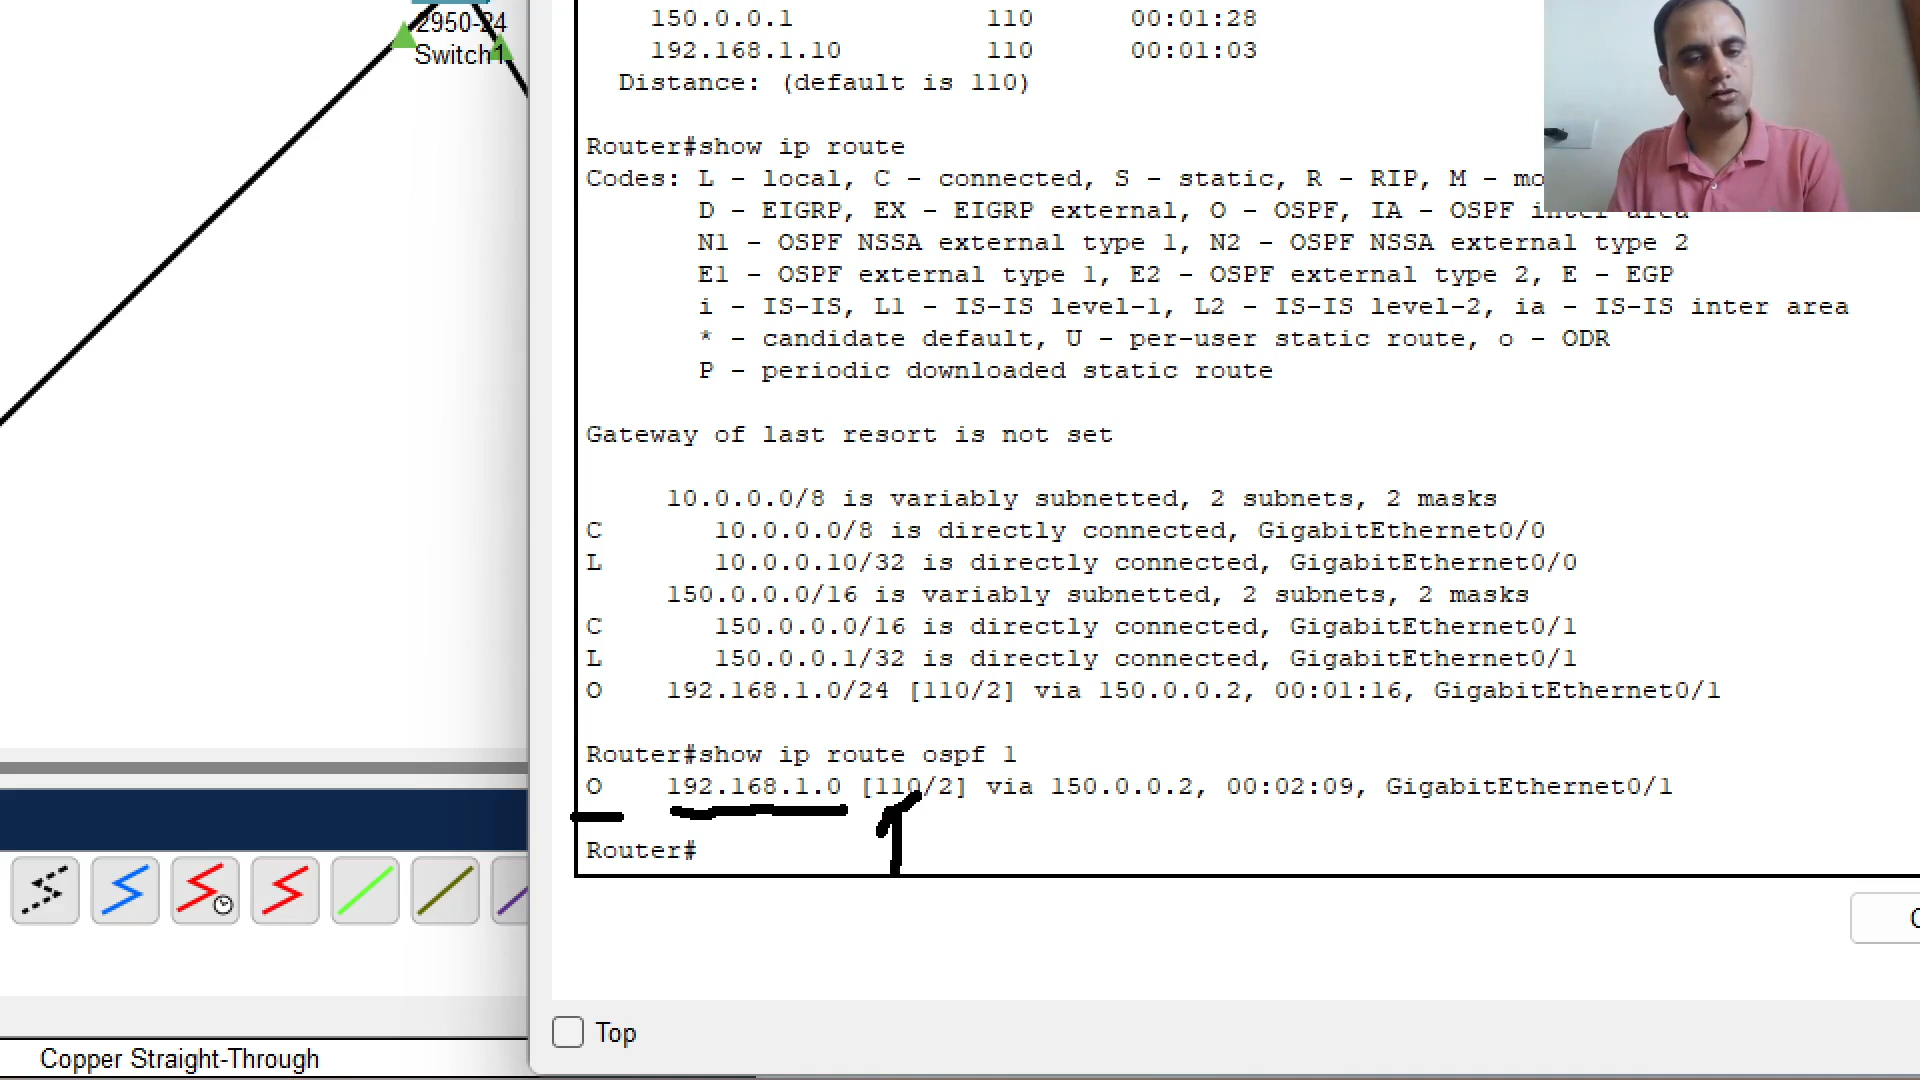 2950-24
Switch1
150.0.0.1 110 00:01:28
192.168.1.10 110 00:01:03
Distance: (default is 110)
Router#show ip route
Codes: L - local, C - connected, S - static, R - RIP, M - mo
D - EIGRP, EX - EIGRP external, O - OSPF, IA - OSPF inter area
N1 - OSPF NSSA external type 1, N2 - OSPF NSSA external type 2
E1 - OSPF external type 1, E2 - OSPF external type 2, E - EGP
i - IS-IS, L1 - IS-IS level-1, L2 - IS-IS level-2, ia - IS-IS inter area
* - candidate default, U - per-user static route, o - ODR
P - periodic downloaded static route
Gateway of last resort is not set
10.0.0.0/8 is variably subnetted, 2 subnets, 2 masks
C 10.0.0.0/8 is directly connected, GigabitEthernet0/0
L 10.0.0.10/32 is directly connected, GigabitEthernet0/0
150.0.0.0/16 is variably subnetted, 2 subnets, 2 masks
C 150.0.0.0/16 is directly connected, GigabitEthernet0/1
L 150.0.0.1/32 is directly connected, GigabitEthernet0/1
O 192.168.1.0/24 [110/2] via 150.0.0.2, 00:01:16, GigabitEthernet0/1
Router#show ip route ospf 1
O 192.168.1.0 [110/2] via 150.0.0.2, 00:02:09, GigabitEthernet0/1
Router#
Top
Copper Straight-Through